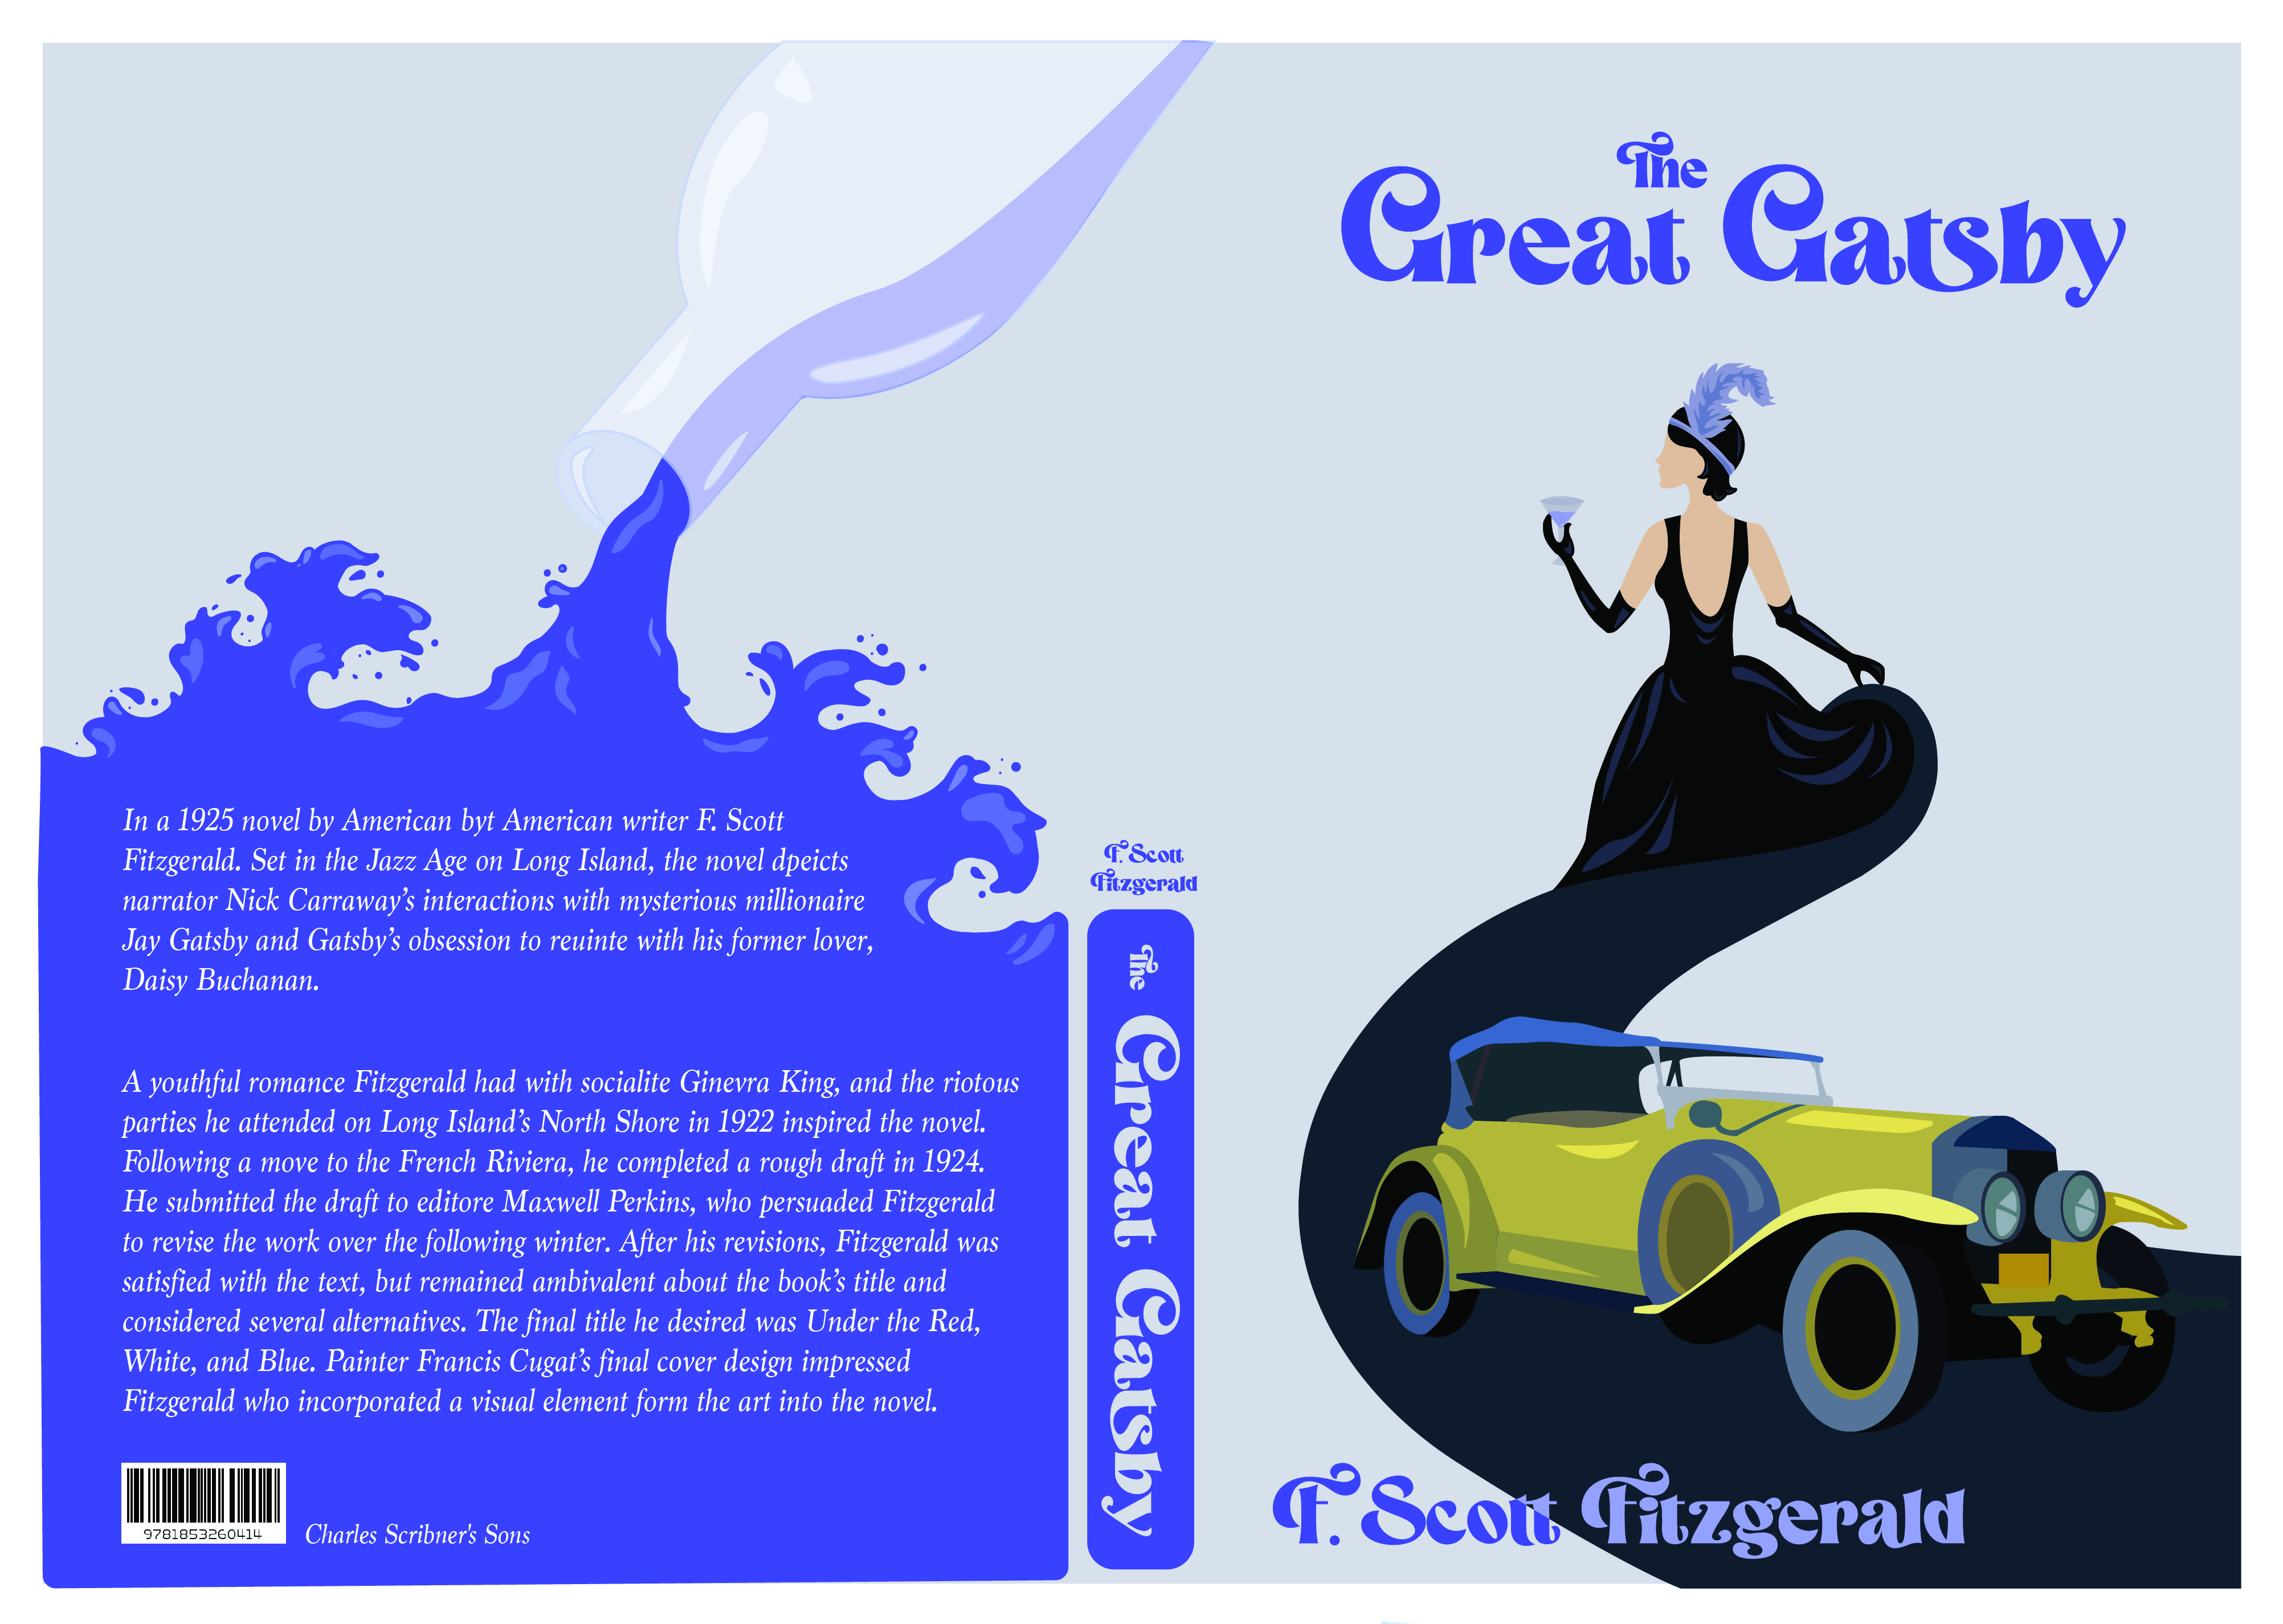 In a 1925 novel by American byt American writer F. Scott
Fitzgerald. Set in the Jazz Age on Long Island, the novel dpeicts
narrator Nick Carraway’s interactions with mysterious millionaire
Jay Gatsby and Gatsby’s obsession to reuinte with his former lover,
Daisy Buchanan.
A youthful romance Fitzgerald had with socialite Ginevra King, and the riotous
parties he attended on Long Island’s North Shore in 1922 inspired the novel.
Following a move to the French Riviera, he completed a rough draft in 1924.
He submitted the draft to editore Maxwell Perkins, who persuaded Fitzgerald
to revise the work over the following winter. After his revisions, Fitzgerald was
satisfied with the text, but remained ambivalent about the book’s title and
considered several alternatives. The final title he desired was Under the Red,
White, and Blue. Painter Francis Cugat’s final cover design impressed
Fitzgerald who incorporated a visual element form the art into the novel.
9781853260414
Charles Scribner's Sons
F. Scott
Fitzgerald
The Great Gatsby
The
Great Gatsby
F. Scott Fitzgerald